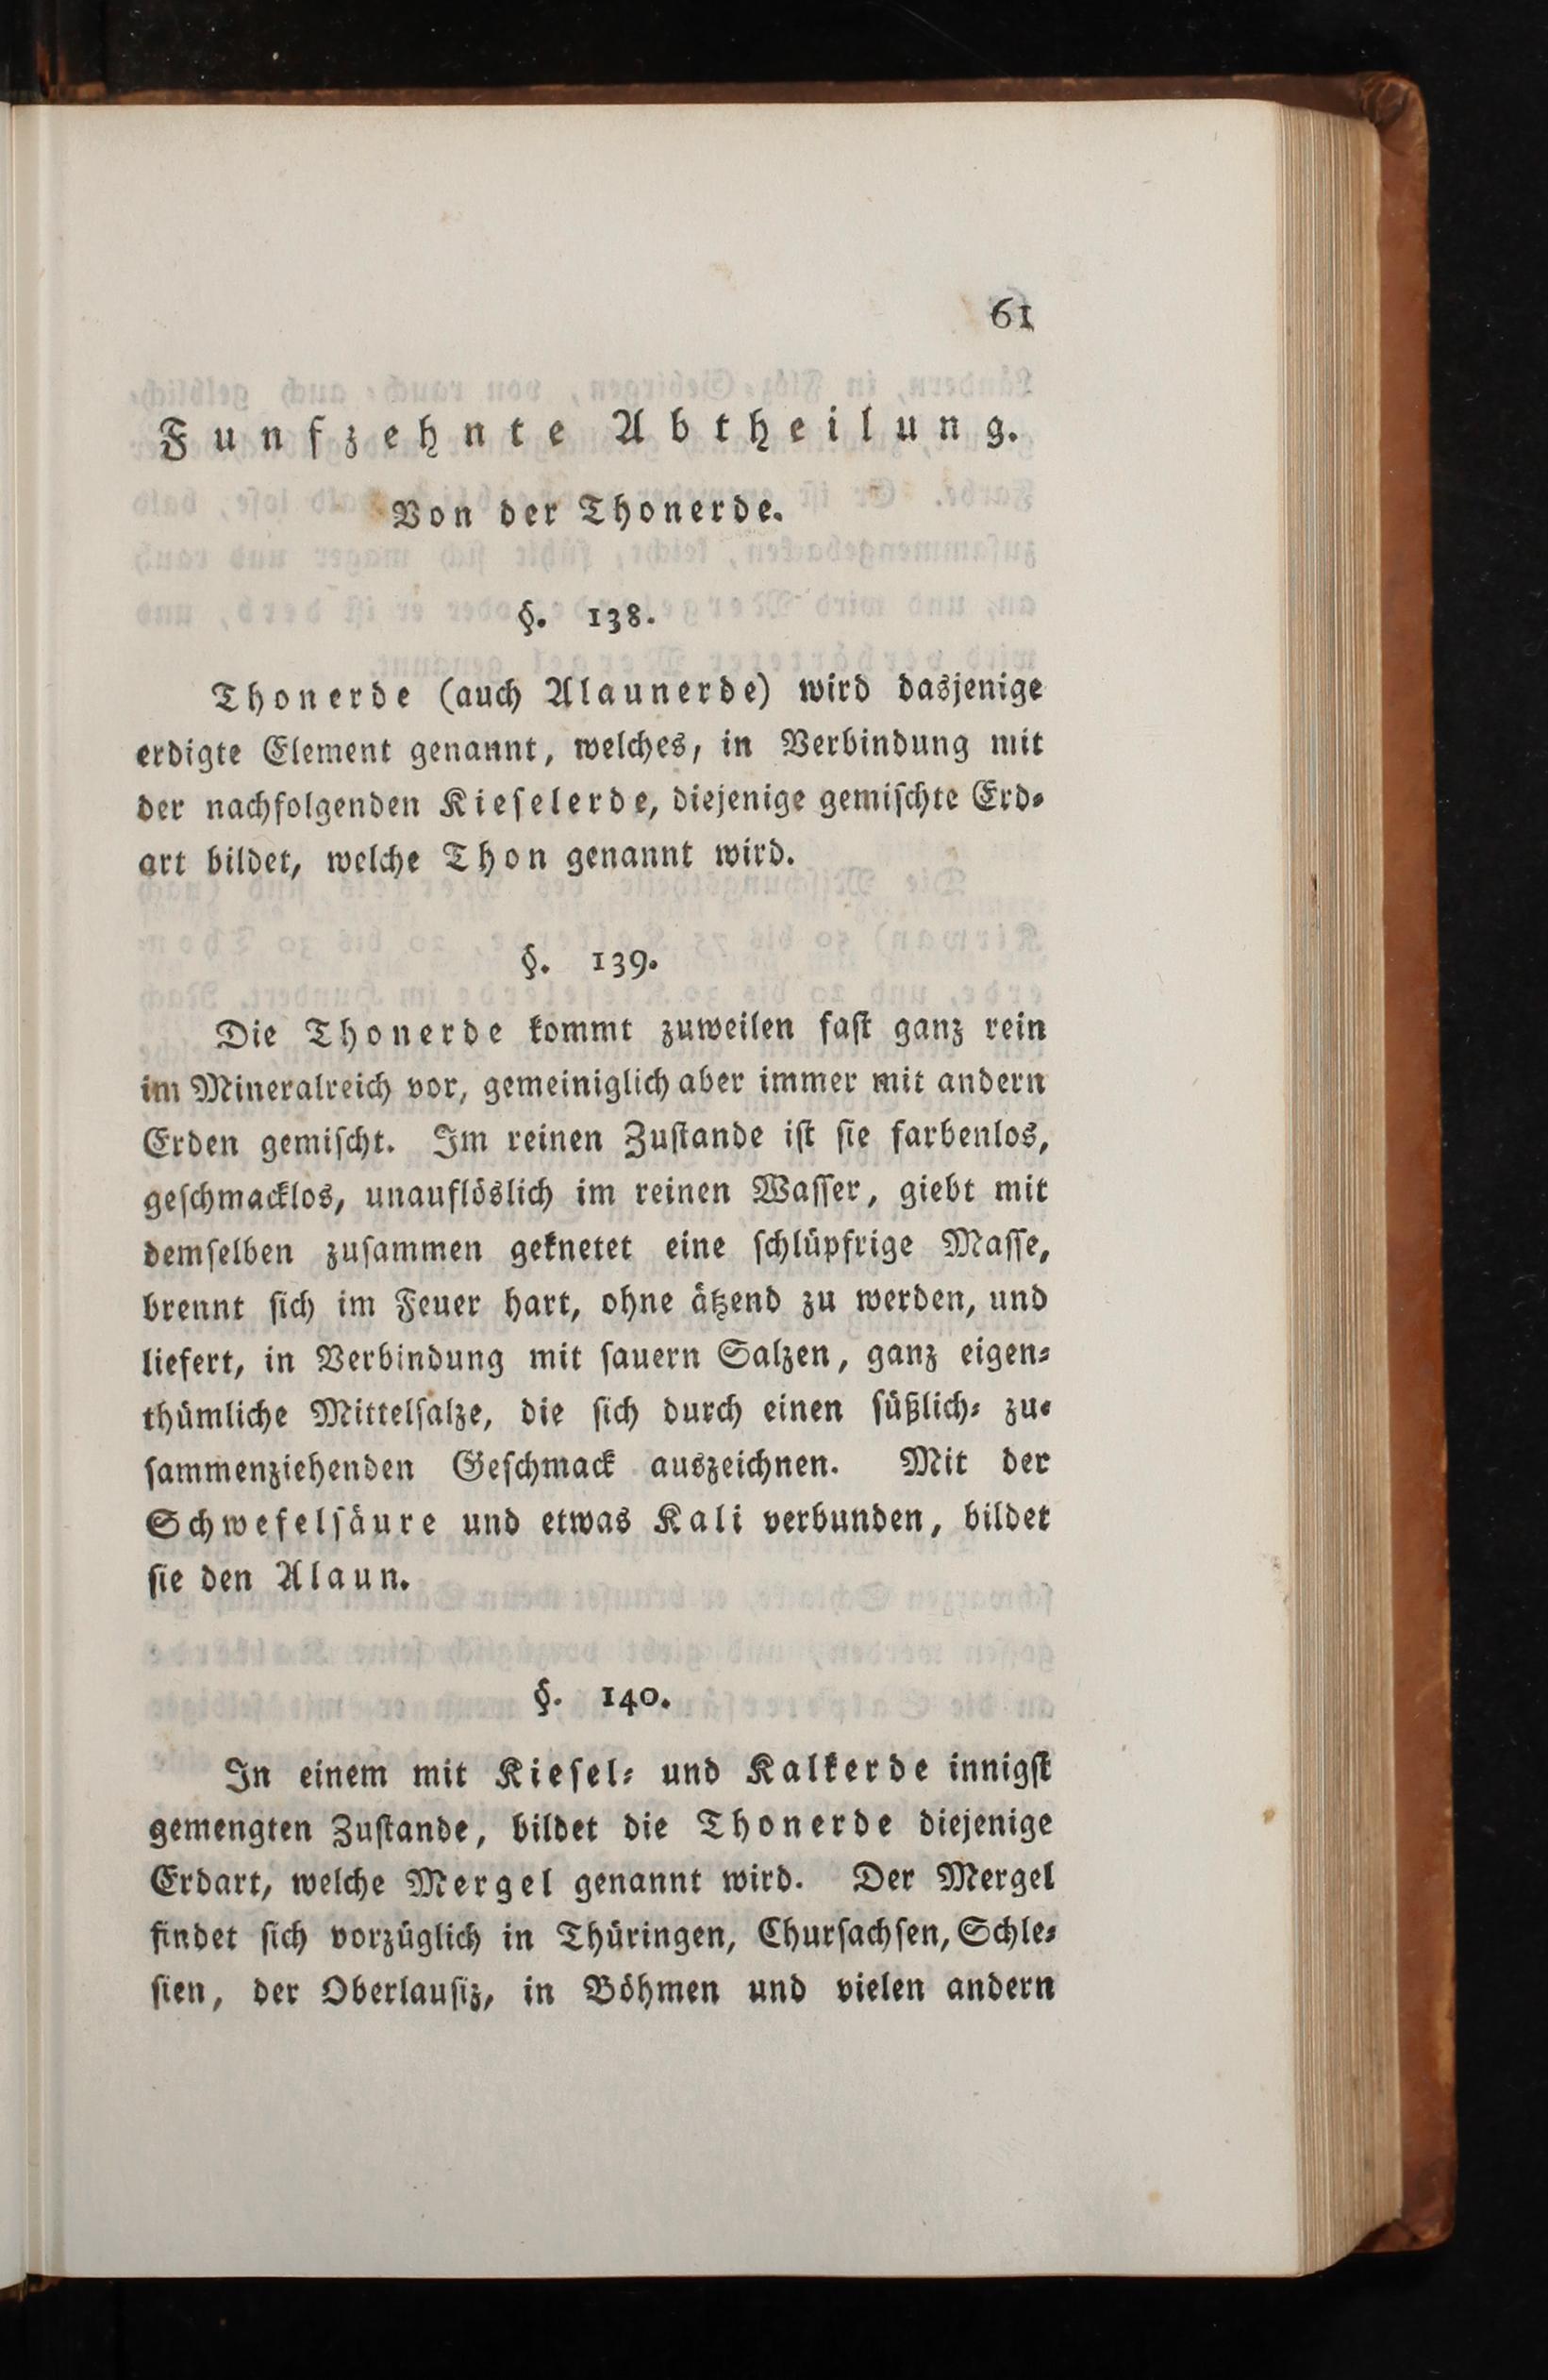 61
Funfzehnte Abtheilung.
Von der Thonerde.
§. 138.
Thonerde (auch Alaunerde) wird dasjenige
erdigte Element genannt, welches, in Verbindung mit
der nachfolgenden Kieſelerde, diejenige gemiſchte Erd⸗
art bildet, welche Thon genannt wird.
§. 139.
Die Thonerde kommt zuweilen faſt ganz rein
im Mineralreich vor, gemeiniglich aber immer mit andern
Erden gemiſcht. Im reinen Zuſtande iſt ſie farbenlos,
geſchmacklos, unauflöslich im reinen Waſſer, giebt mit
demſelben zuſammen geknetet eine ſchlüpfrige Maſſe,
brennt ſich im Feuer hart, ohne ätzend zu werden, und
liefert, in Verbindung mit ſauern Salzen, ganz eigen⸗
thümliche Mittelſalze, die ſich durch einen ſüßlich⸗ zu⸗
ſammenziehenden Geſchmack auszeichnen. Mit der
Schwefelſäure und etwas Kali verbunden, bildet
ſie den Alaun.
§. 140.
In einem mit Kieſel⸗ und Kalkerde innigſt
gemengten Zuſtande, bildet die Thonerde diejenige
Erdart, welche Mergel genannt wird. Der Mergel
findet ſich vorzüglich in Thüringen, Churſachſen, Schle⸗
ſien, der Oberlauſiz, in Böhmen und vielen andern